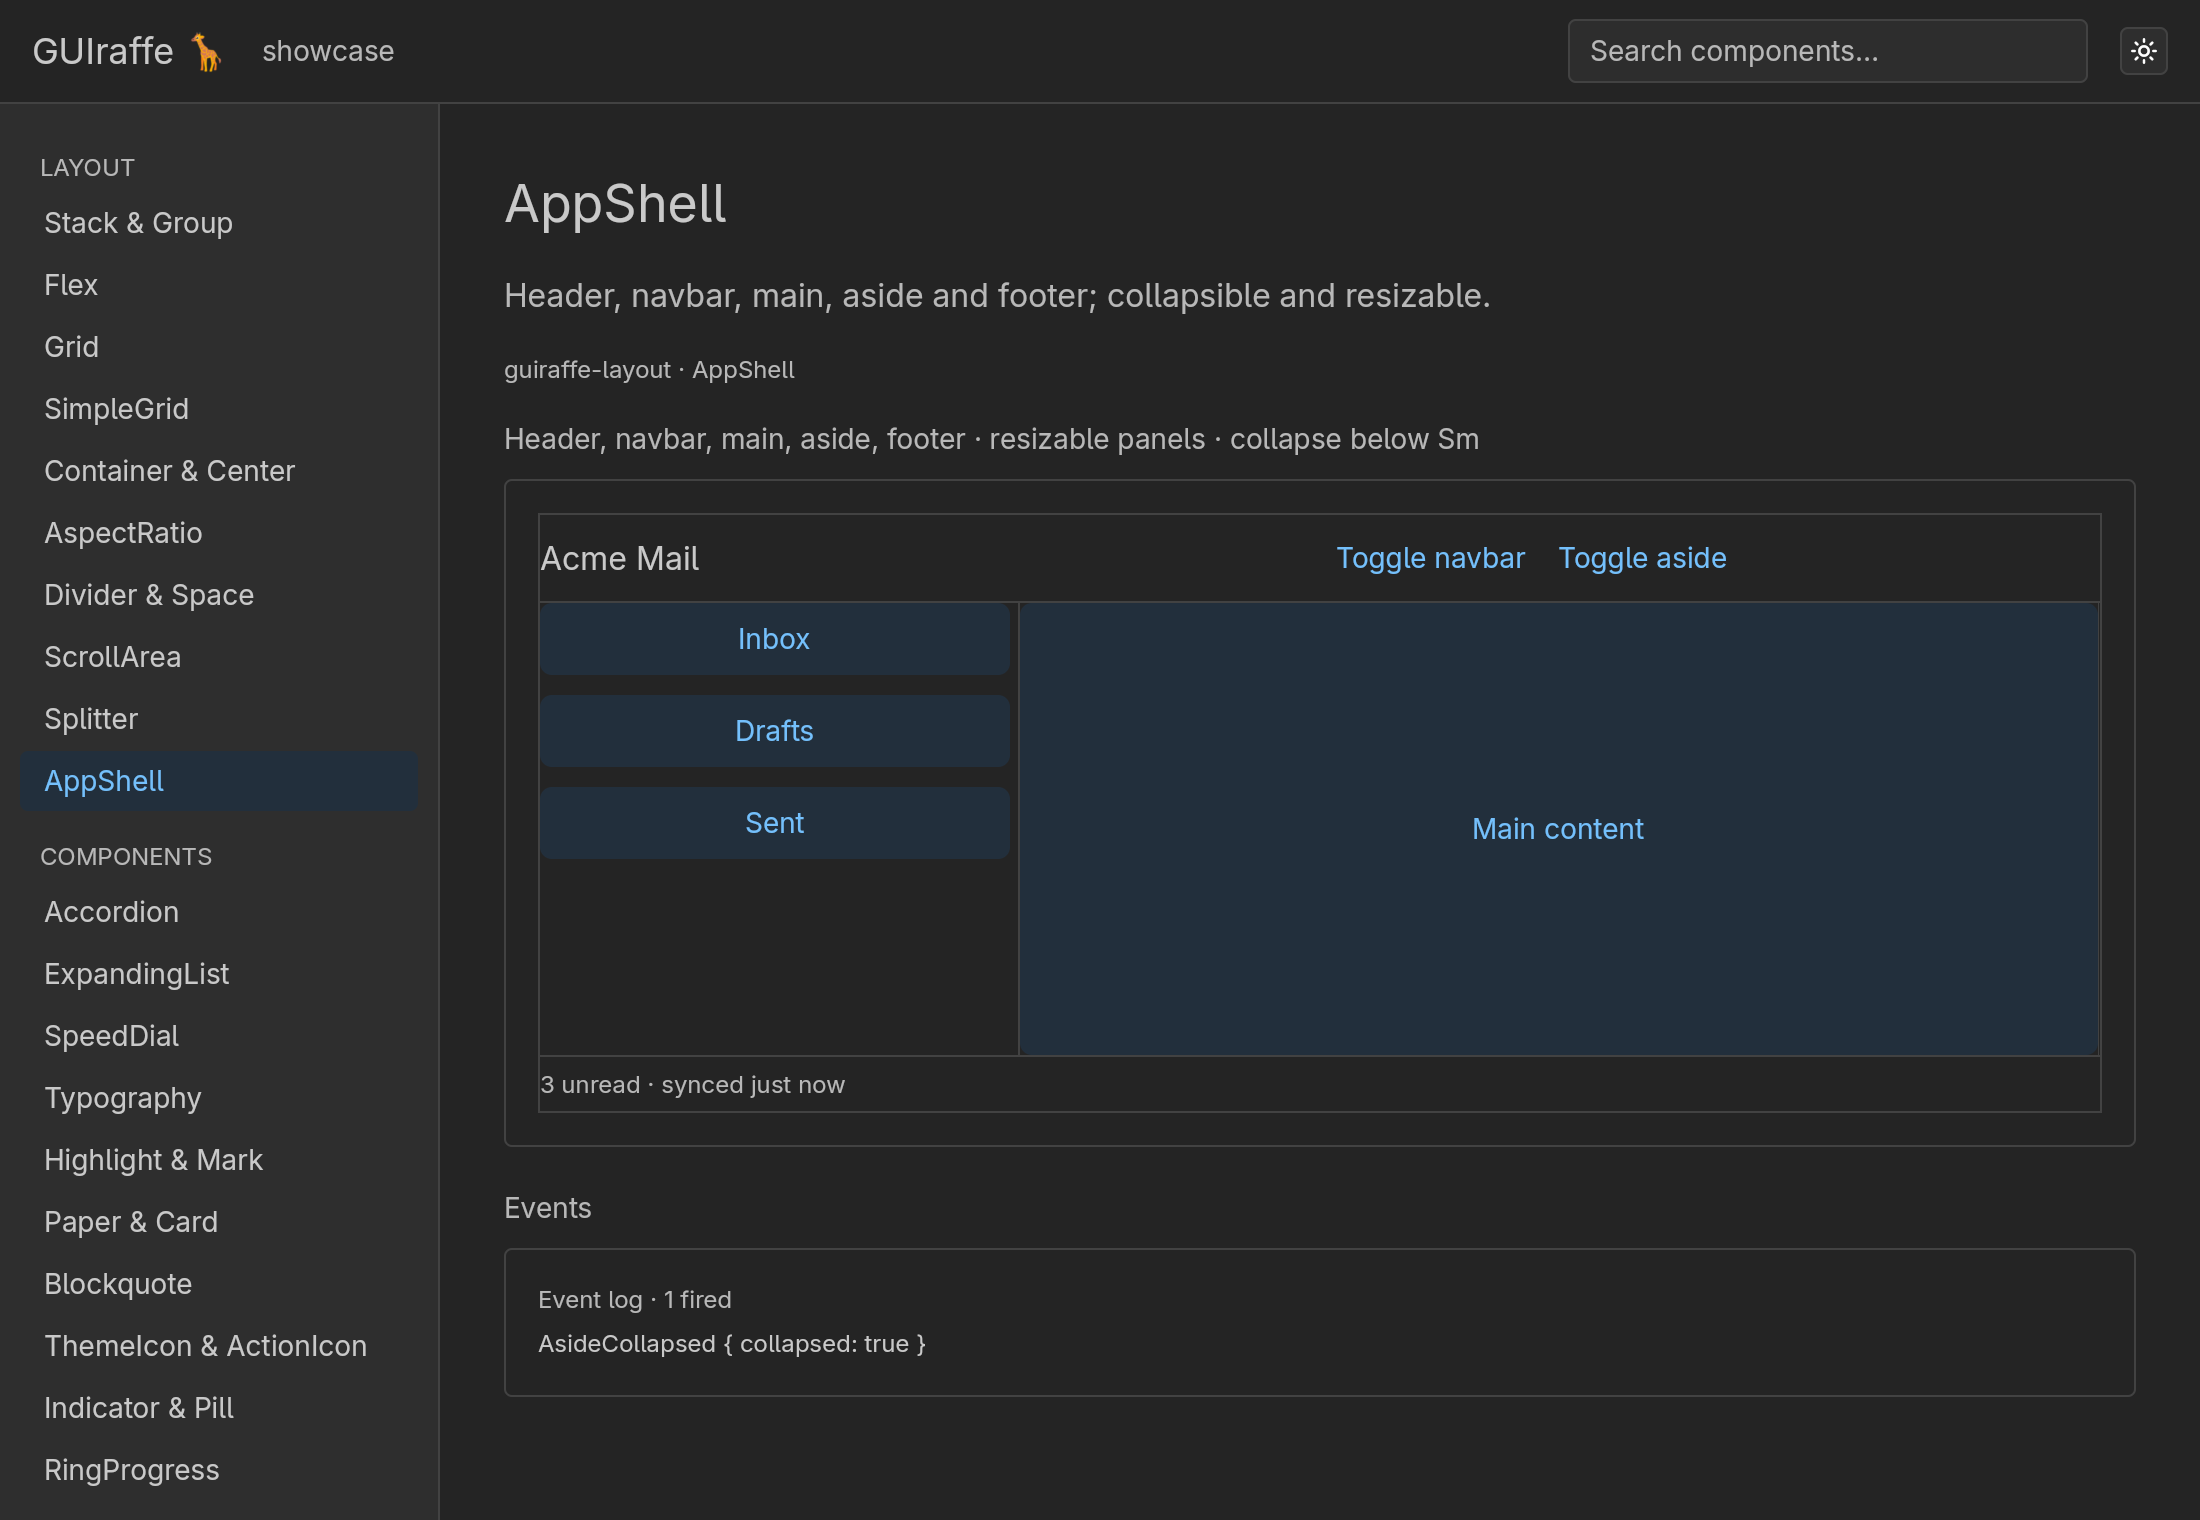 GUIraffe 🦒 showcase
Search components...
LAYOUT
Stack & Group
Flex
Grid
SimpleGrid
Container & Center
AspectRatio
Divider & Space
ScrollArea
Splitter
AppShell
COMPONENTS
Accordion
ExpandingList
SpeedDial
Typography
Highlight & Mark
Paper & Card
Blockquote
ThemeIcon & ActionIcon
Indicator & Pill
RingProgress
AppShell
Header, navbar, main, aside and footer; collapsible and resizable.
guiraffe-layout · AppShell
Header, navbar, main, aside, footer · resizable panels · collapse below Sm
Acme Mail
Toggle navbar
Toggle aside
Inbox
Drafts
Sent
Main content
3 unread · synced just now
Events
Event log · 1 fired
AsideCollapsed { collapsed: true }